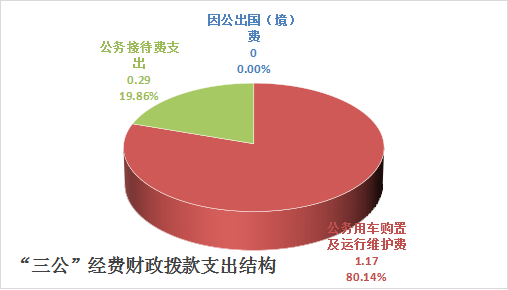 因公出国（境）
费
0
0.00%
公务接待费支
出
0.29
19.86%
公务用车购置
及运行维护费
1.17
80.14%
“三公”经费财政拨款支出结构